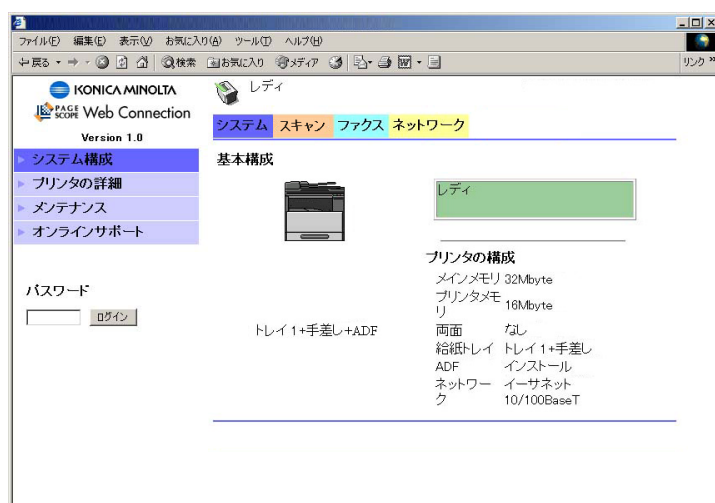 ファイル(F) 編集(E) 表示(V) お気に入り(A) ツール(T) ヘルプ(H)
戻る 検索 お気に入り メディア リンク »
KONICA MINOLTA
PAGE SCOPE Web Connection
Version 1.0
レディ
システム スキャン ファクス ネットワーク
システム構成
プリンタの詳細
メンテナンス
オンラインサポート
パスワード
ログイン
基本構成
レディ
トレイ 1+手差し+ADF
プリンタの構成
メインメモリ 32Mbyte
プリンタメモ
リ 16Mbyte
両面 なし
給紙トレイ トレイ 1+手差し
ADF インストール
ネットワー イーサネット
ク 10/100BaseT